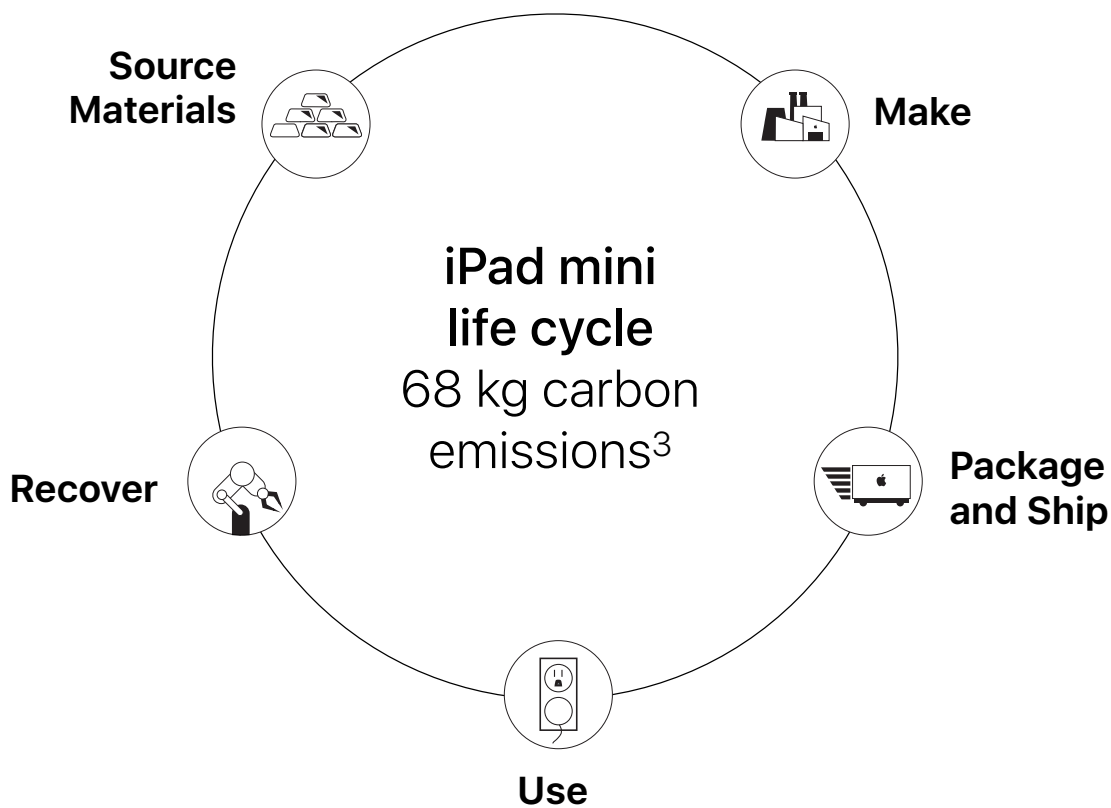 Source
Materials
Make
iPad mini
life cycle
68 kg carbon
emissions³
Recover
Package
and Ship
Use